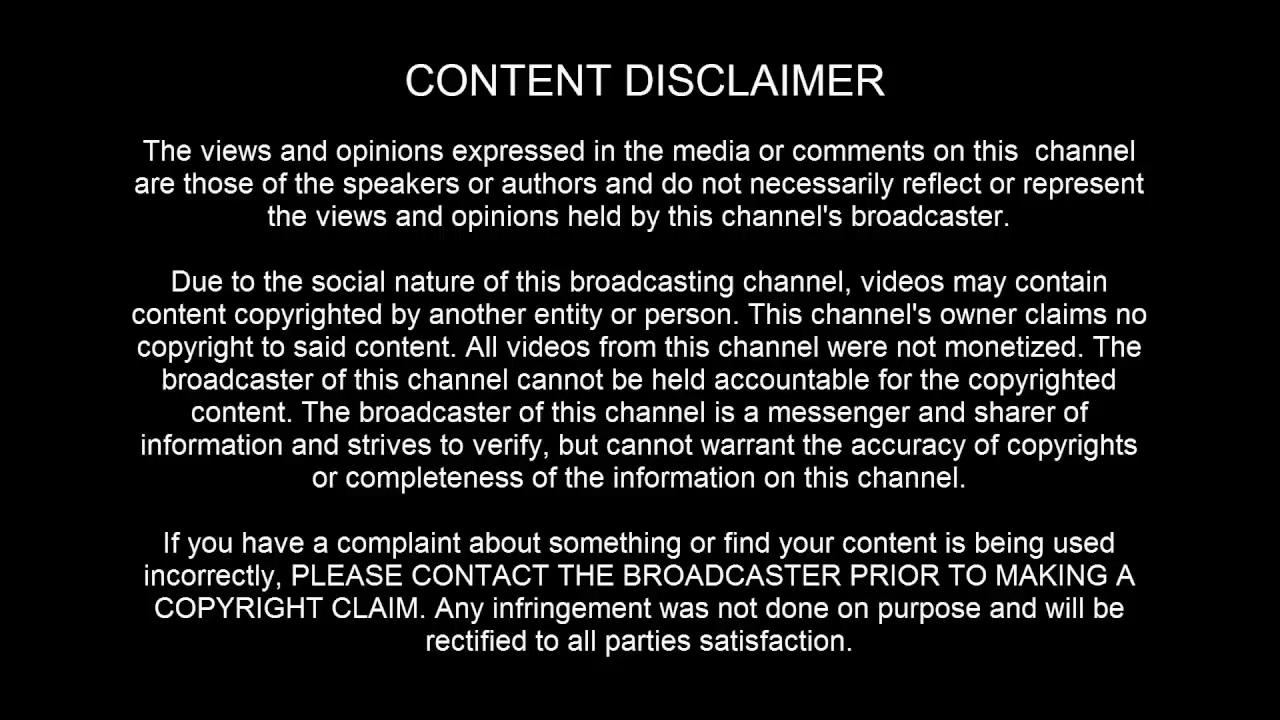 CONTENT DISCLAIMER
The views and opinions expressed in the media or comments on this  channel
are those of the speakers or authors and do not necessarily reflect or represent
the views and opinions held by this channel's broadcaster.
Due to the social nature of this broadcasting channel, videos may contain
content copyrighted by another entity or person. This channel's owner claims no
copyright to said content. All videos from this channel were not monetized. The
broadcaster of this channel cannot be held accountable for the copyrighted
content. The broadcaster of this channel is a messenger and sharer of
information and strives to verify, but cannot warrant the accuracy of copyrights
or completeness of the information on this channel.
If you have a complaint about something or find your content is being used
incorrectly, PLEASE CONTACT THE BROADCASTER PRIOR TO MAKING A
COPYRIGHT CLAIM. Any infringement was not done on purpose and will be
rectified to all parties satisfaction.